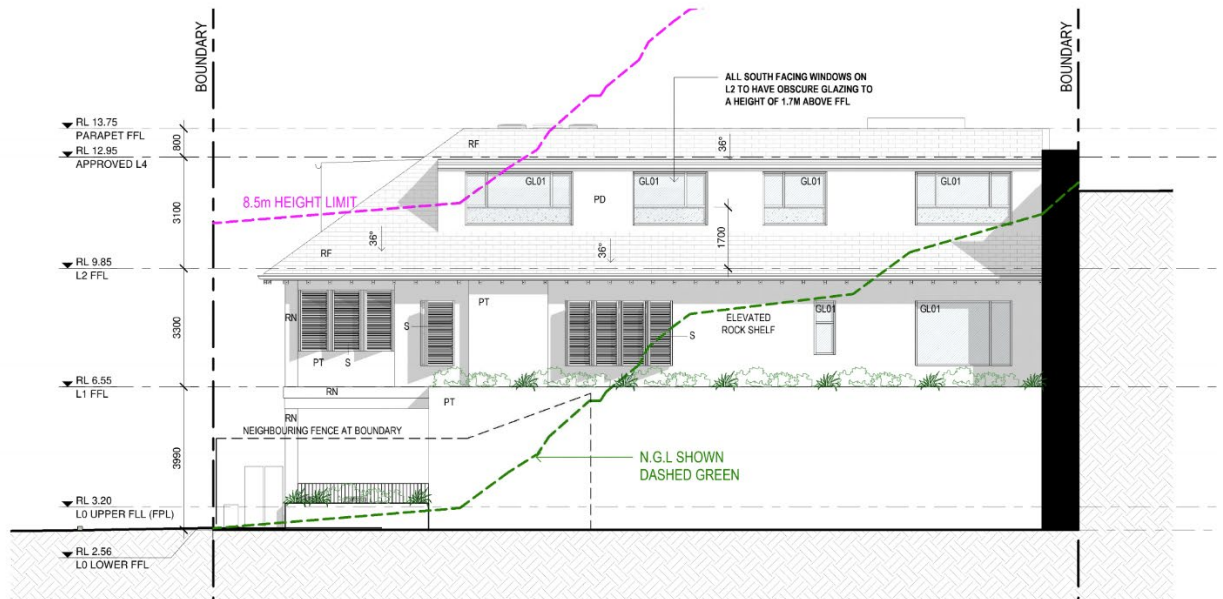 BOUNDARY
BOUNDARY
ALL SOUTH FACING WINDOWS ON
L2 TO HAVE OBSCURE GLAZING TO
A HEIGHT OF 1.7M ABOVE FFL
RL 13.75
PARAPET FFL
800
RL 12.95
APPROVED L4
RF
36°
GL01
GL01
GL01
GL01
PD
8.5m HEIGHT LIMIT
3100
1700
36°
36°
RF
RL 9.85
L2 FFL
RN
PT
S
PT
S
S
ELEVATED
ROCK SHELF
GL01
GL01
3300
RL 6.55
L1 FFL
RN
RN
PT
NEIGHBOURING FENCE AT BOUNDARY
3990
N.G.L SHOWN
DASHED GREEN
RL 3.20
L0 UPPER FLL (FPL)
RL 2.56
L0 LOWER FFL